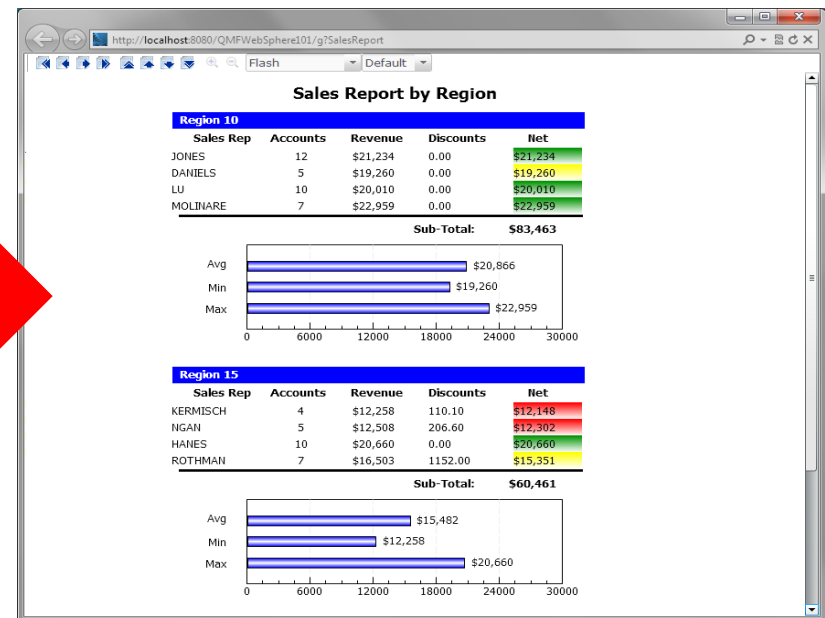 http://localhost:8080/QMFWebSphere101/g?SalesReport
Flash Default
Sales Report by Region
Region 10
Sales Rep Accounts Revenue Discounts Net
JONES 12 $21,234 0.00 $21,234
DANIELS 5 $19,260 0.00 $19,260
LU 10 $20,010 0.00 $20,010
MOLINARE 7 $22,959 0.00 $22,959
Sub-Total: $83,463
Avg $20,866
Min $19,260
Max $22,959
0 6000 12000 18000 24000 30000
Region 15
Sales Rep Accounts Revenue Discounts Net
KERMISCH 4 $12,258 110.10 $12,148
NGAN 5 $12,508 206.60 $12,302
HANES 10 $20,660 0.00 $20,660
ROTHMAN 7 $16,503 1152.00 $15,351
Sub-Total: $60,461
Avg $15,482
Min $12,258
Max $20,660
0 6000 12000 18000 24000 30000